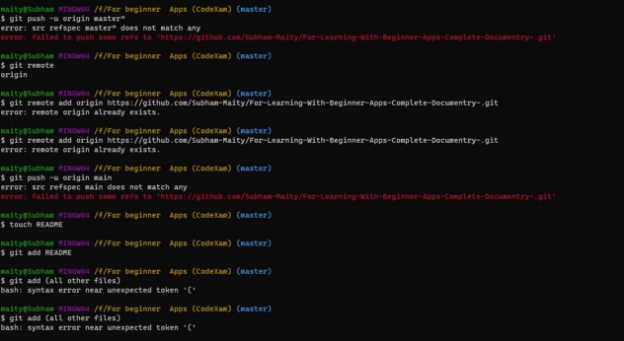 maity@Subham MINGW64 /f/For beginner  Apps (CodeXam) (master)
$ git push -u origin master"
error: src refspec master" does not match any
error: failed to push some refs to 'https://github.com/Subham-Maity/For-Learning-With-Beginner-Apps-Complete-Documentry-.git'
maity@Subham MINGW64 /f/For beginner  Apps (CodeXam) (master)
$ git remote
origin
maity@Subham MINGW64 /f/For beginner  Apps (CodeXam) (master)
$ git remote add origin https://github.com/Subham-Maity/For-Learning-With-Beginner-Apps-Complete-Documentry-.git
error: remote origin already exists.
maity@Subham MINGW64 /f/For beginner  Apps (CodeXam) (master)
$ git remote add origin https://github.com/Subham-Maity/For-Learning-With-Beginner-Apps-Complete-Documentry-.git
error: remote origin already exists.
maity@Subham MINGW64 /f/For beginner  Apps (CodeXam) (master)
$ git push -u origin main
error: src refspec main does not match any
error: failed to push some refs to 'https://github.com/Subham-Maity/For-Learning-With-Beginner-Apps-Complete-Documentry-.git'
maity@Subham MINGW64 /f/For beginner  Apps (CodeXam) (master)
$ touch README
maity@Subham MINGW64 /f/For beginner  Apps (CodeXam) (master)
$ git add README
maity@Subham MINGW64 /f/For beginner  Apps (CodeXam) (master)
$ git add (all other files)
bash: syntax error near unexpected token `('
maity@Subham MINGW64 /f/For beginner  Apps (CodeXam) (master)
$ git add (all other files)
bash: syntax error near unexpected token `('